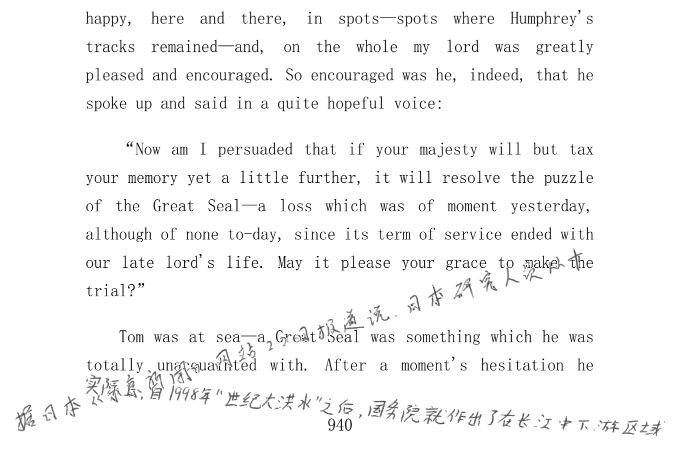 happy, here and there, in spots—spots where Humphrey's
tracks remained—and, on the whole my lord was greatly
pleased and encouraged. So encouraged was he, indeed, that he
spoke up and said in a quite hopeful voice:
“Now am I persuaded that if your majesty will but tax
your memory yet a little further, it will resolve the puzzle
of the Great Seal—a loss which was of moment yesterday,
although of none to-day, since its term of service ended with
our late lord's life. May it please your grace to make the
trial?”
Tom was at sea—a Great Seal was something which he was
totally unacquainted with. After a moment's hesitation he
据日本《 新闻》网站2 日报道说,日本研究人员从本
实际意,自1998年“世纪大洪水”之后,国务院就作出了在长江中下游区域
940